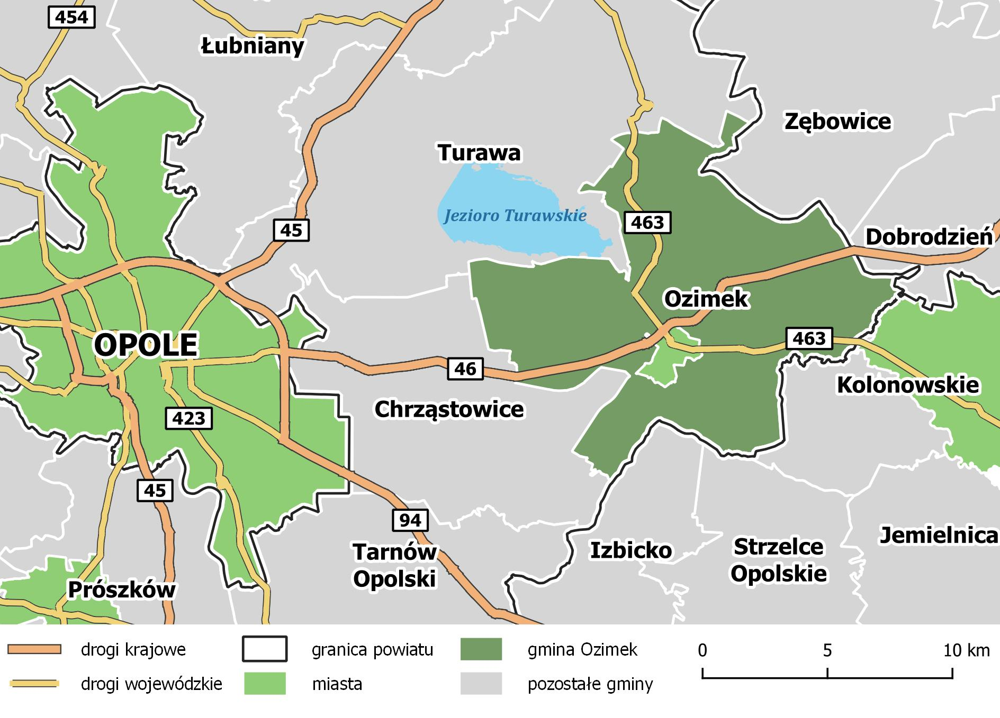 454
Łubniany
Zębowice
Turawa
Jezioro Turawskie
463
45
Dobrodzień
Ozimek
463
OPOLE
46
Kolonowskie
Chrząstowice
423
45
94
Tarnów
Opolski
Izbicko
Strzelce
Opolskie
Jemielnica
Prószków
drogi krajowe
granica powiatu
gmina Ozimek
0 5 10 km
drogi wojewódzkie
miasta
pozostałe gminy